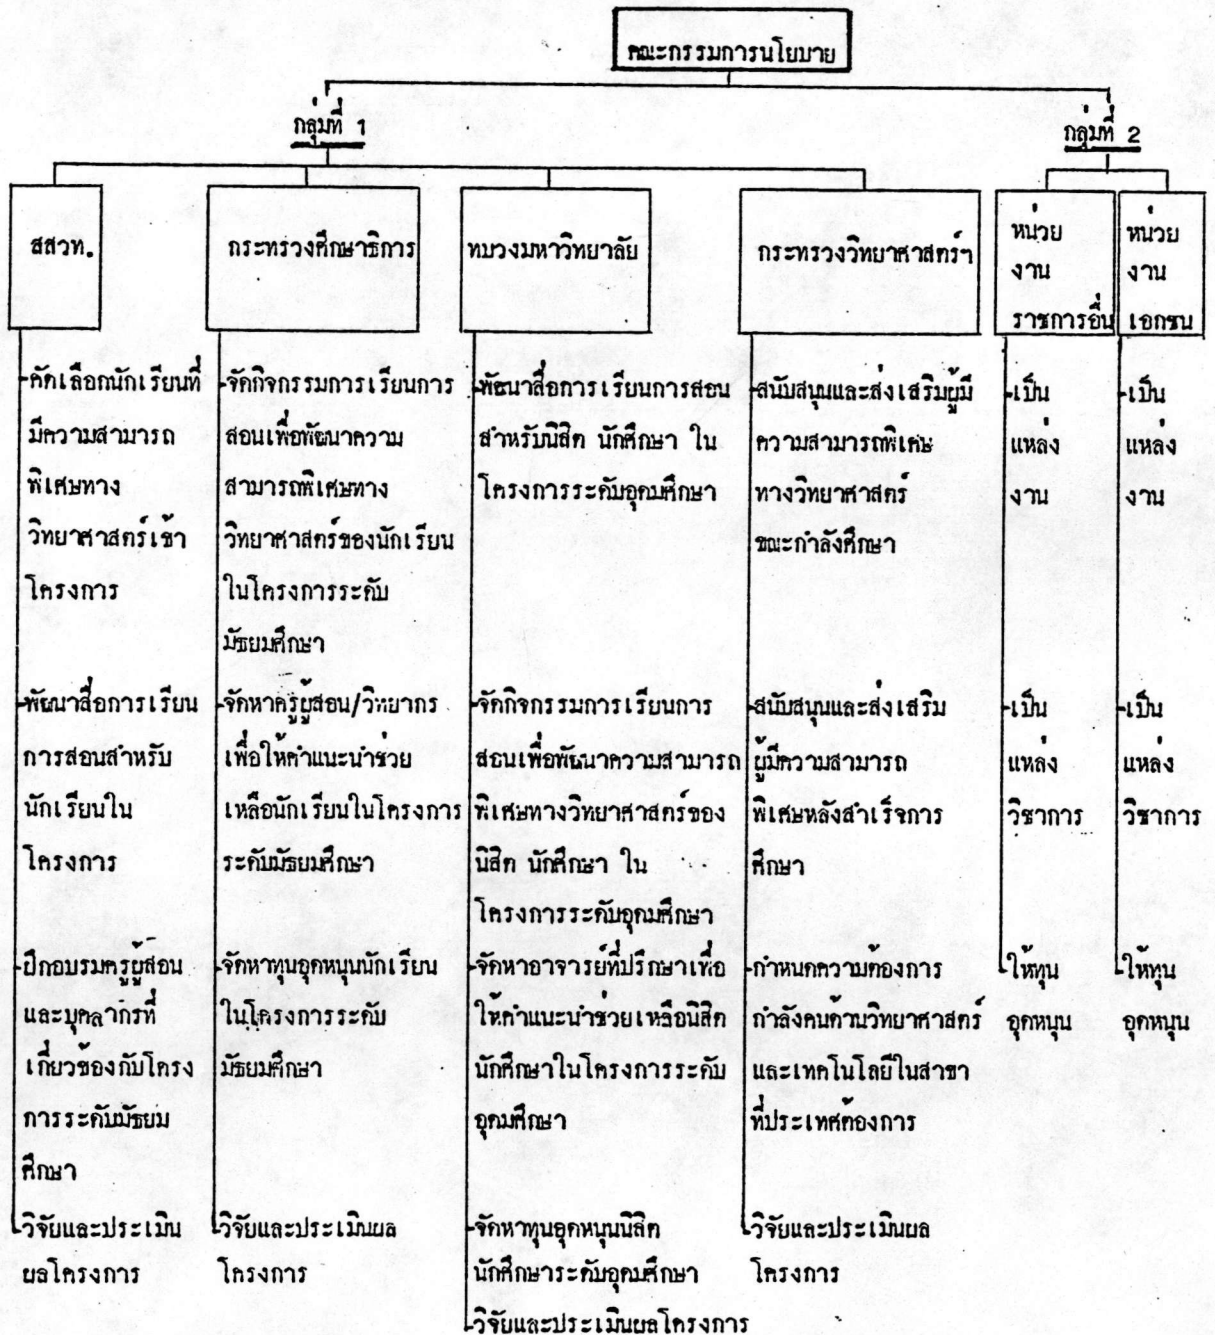 คณะกรรมการนโยบาย
กลุ่มที่ 1
กลุ่มที่ 2
สสวท.
กระทรวงศึกษาธิการ
ทบวงมหาวิทยาลัย
กระทรวงวิทยาศาสตร์ฯ
หน่วย
งาน
ราชการอื่น
หน่วย
งาน
เอกชน
-คัดเลือกนักเรียนที่
มีความสามารถ
พิเศษทาง
วิทยาศาสตร์เข้า
โครงการ
-พัฒนาสื่อการเรียน
การสอนสำหรับ
นักเรียนใน
โครงการ
-ฝึกอบรมครูผู้สอน
และบุคลากรที่
เกี่ยวข้องกับโครง
การระดับมัธยม
ศึกษา
-วิจัยและประเมิน
ผลโครงการ
-จัดกิจกรรมการเรียนการ
สอนเพื่อพัฒนาความ
สามารถพิเศษทาง
วิทยาศาสตร์ของนักเรียน
ในโครงการระดับ
มัธยมศึกษา
-จัดหาครูผู้สอน/วิทยากร
เพื่อให้คำแนะนำช่วย
เหลือนักเรียนในโครงการ
ระดับมัธยมศึกษา
-จัดหาทุนอุดหนุนนักเรียน
ในโครงการระดับ
มัธยมศึกษา
-วิจัยและประเมินผล
โครงการ
-พัฒนาสื่อการเรียนการสอน
สำหรับนิสิต นักศึกษา ใน
โครงการระดับอุดมศึกษา
-จัดกิจกรรมการเรียนการ
สอนเพื่อพัฒนาความสามารถ
พิเศษทางวิทยาศาสตร์ของ
นิสิต นักศึกษา ใน
โครงการระดับอุดมศึกษา
-จัดหาอาจารย์ที่ปรึกษาเพื่อ
ให้คำแนะนำช่วยเหลือนิสิต
นักศึกษาในโครงการระดับ
อุดมศึกษา
-จัดหาทุนอุดหนุนนิสิต
นักศึกษาระดับอุดมศึกษา
-วิจัยและประเมินผลโครงการ
-สนับสนุนและส่งเสริมผู้มี
ความสามารถพิเศษ
ทางวิทยาศาสตร์
ขณะกำลังศึกษา
-สนับสนุนและส่งเสริม
ผู้มีความสามารถ
พิเศษหลังสำเร็จการ
ศึกษา
-กำหนดความต้องการ
กำลังคนด้านวิทยาศาสตร์
และเทคโนโลยีในสาขา
ที่ประเทศต้องการ
-วิจัยและประเมินผล
โครงการ
-เป็น
แหล่ง
งาน
-เป็น
แหล่ง
วิชาการ
-ให้ทุน
อุดหนุน
-เป็น
แหล่ง
งาน
-เป็น
แหล่ง
วิชาการ
-ให้ทุน
อุดหนุน